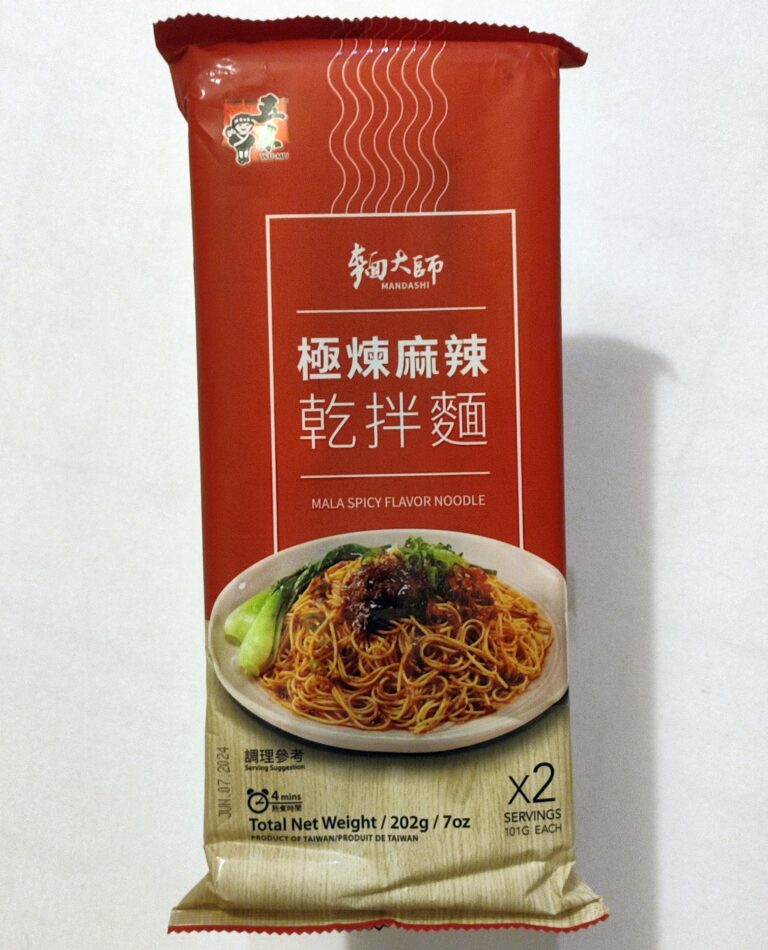 五木
WU-MU
麵大師
MANDASHI
極煉麻辣
乾拌麵
MALA SPICY FLAVOR NOODLE
調理參考
Serving Suggestion
JUN.07.2024
4 mins
熟煮時間
Total Net Weight / 202g / 7oz
PRODUCT OF TAIWAN/PRODUIT DE TAIWAN
X2
SERVINGS
101G EACH